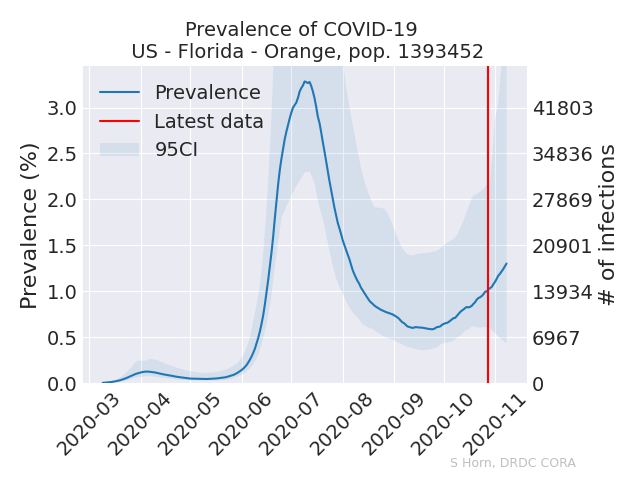 Prevalence of COVID-19
US - Florida - Orange, pop. 1393452
Prevalence
Latest data
95CI
Prevalence (%)
3.0
2.5
2.0
1.5
1.0
0.5
0.0
41803
34836
27869
20901
13934
6967
0
# of infections
2020-03
2020-04
2020-05
2020-06
2020-07
2020-08
2020-09
2020-10
2020-11
S Horn, DRDC CORA